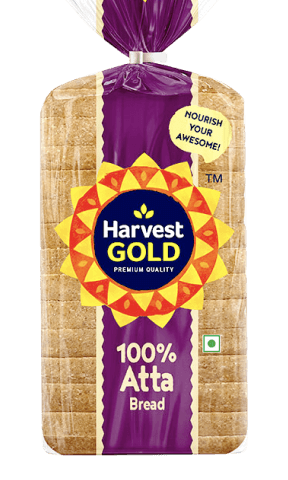 NOURISH
YOUR
AWESOME!
TM
Harvest
GOLD
PREMIUM QUALITY
100%
Atta
Bread